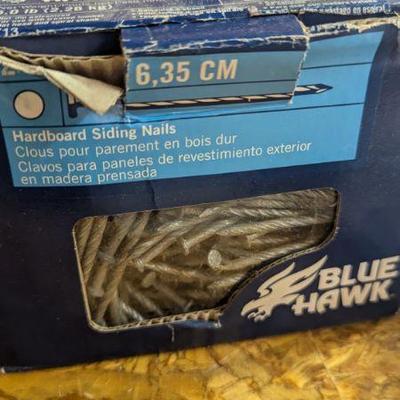 6,35 CM
Hardboard Siding Nails
Clous pour parement en bois dur
Clavos para paneles de revestimiento exterior
en madera prensada
BLUE
HAWK